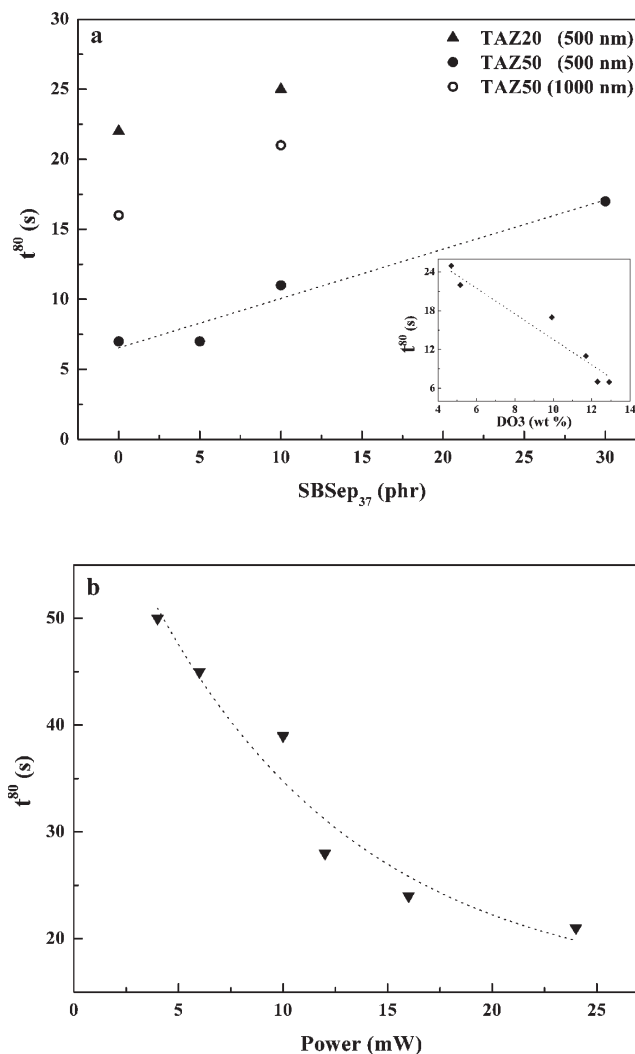 a
▲ TAZ20 (500 nm)
● TAZ50 (500 nm)
○ TAZ50 (1000 nm)
30
25
20
15
10
5
0
t⁸⁰ (s)
24
18
12
6
t⁸⁰ (s)
4 6 8 10 12 14
DO3 (wt %)
0 5 10 15 20 25 30
SBSep₃₇ (phr)
b
50
40
30
20
t⁸⁰ (s)
0 5 10 15 20 25
Power (mW)